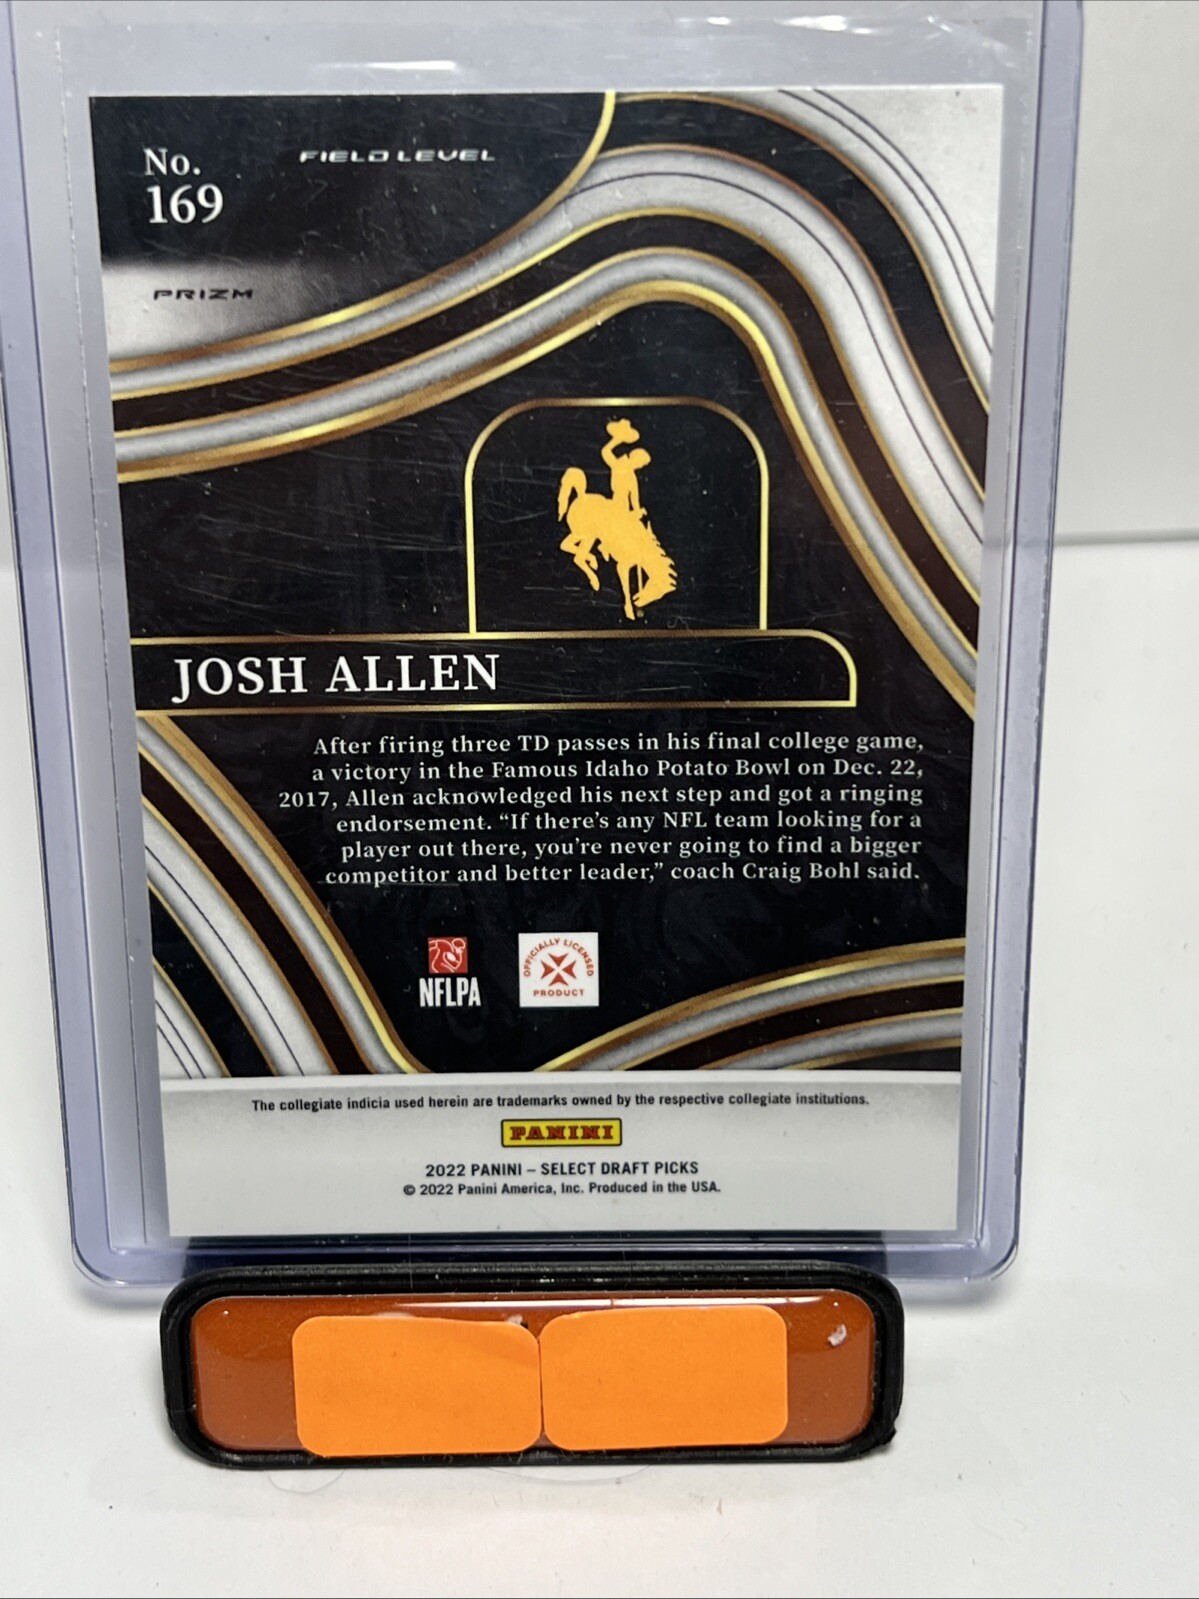 No.
169
FIELD LEVEL
PRIZM
JOSH ALLEN
After firing three TD passes in his final college game,
a victory in the Famous Idaho Potato Bowl on Dec. 22,
2017, Allen acknowledged his next step and got a ringing
endorsement. “If there’s any NFL team looking for a
player out there, you’re never going to find a bigger
competitor and better leader,” coach Craig Bohl said.
NFLPA
OFFICIALLY LICENSED
PRODUCT
The collegiate indicia used herein are trademarks owned by the respective collegiate institutions.
PANINI
2022 PANINI – SELECT DRAFT PICKS
© 2022 Panini America, Inc. Produced in the USA.